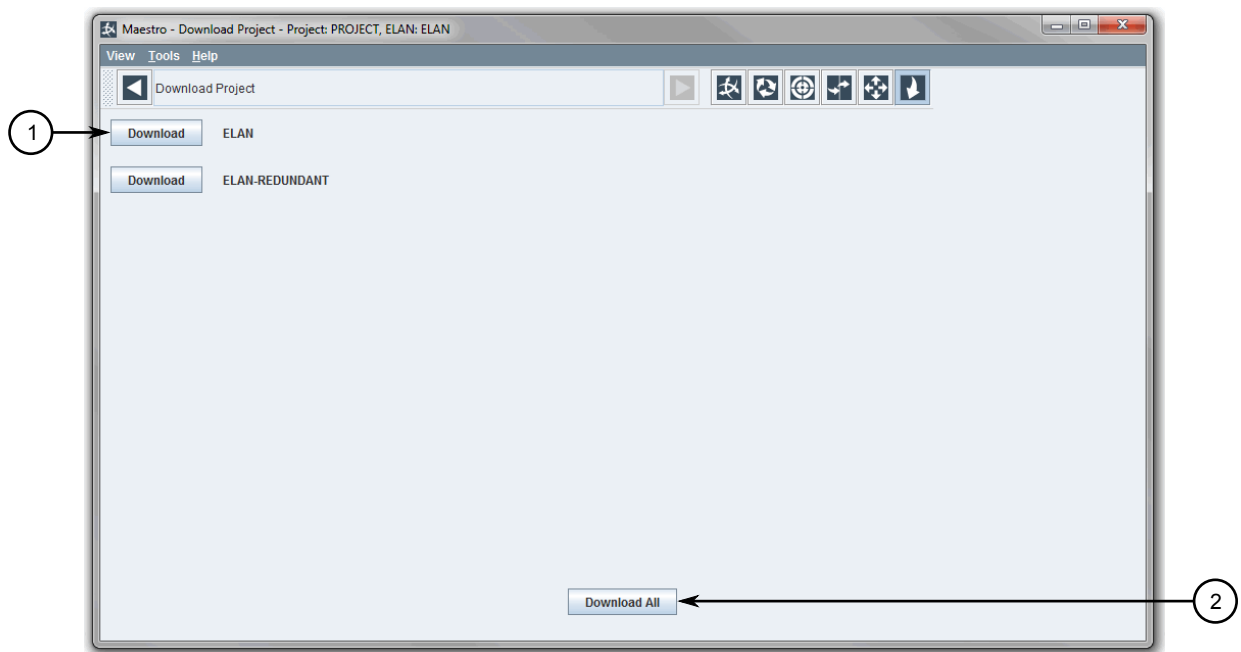 Maestro - Download Project - Project: PROJECT, ELAN: ELAN
View Tools Help
Download Project
1
Download ELAN
Download ELAN-REDUNDANT
Download All
2